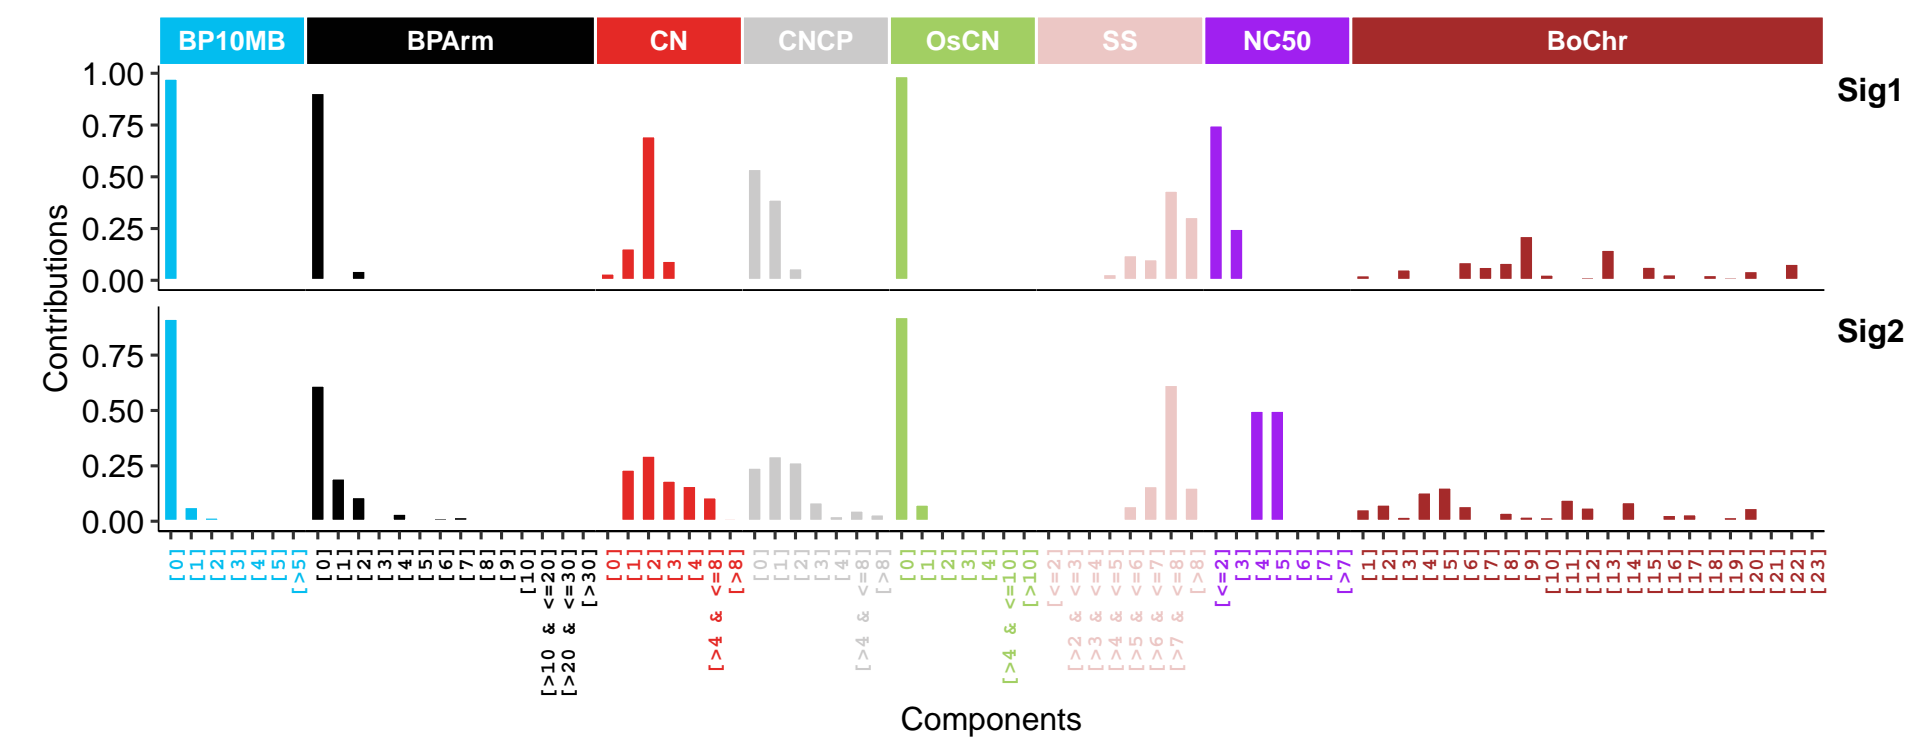 BP10MB BPArm CN CNCP OsCN SS NC50 BoChr
Sig1
1.00
0.75
0.50
0.25
0.00
Sig2
0.75
0.50
0.25
0.00
Contributions
[0] [1] [2] [3] [4] [5] [>5] [0] [1] [2] [3] [4] [5] [6] [7] [8] [9] [10] [>10 & <=20] [>20 & <=30] [>30] [0] [1] [2] [3] [4] [>4 & <=8] [>8] [0] [1] [2] [3] [4] [>4 & <=8] [>8] [0] [1] [2] [3] [4] [>4 & <=10] [>10] [<=2] [>2 & <=3] [>3 & <=4] [>4 & <=5] [>5 & <=6] [>6 & <=7] [>7 & <=8] [>8] [<=2] [3] [4] [5] [6] [7] [>7] [1] [2] [3] [4] [5] [6] [7] [8] [9] [10] [11] [12] [13] [14] [15] [16] [17] [18] [19] [20] [21] [22] [23]
Components